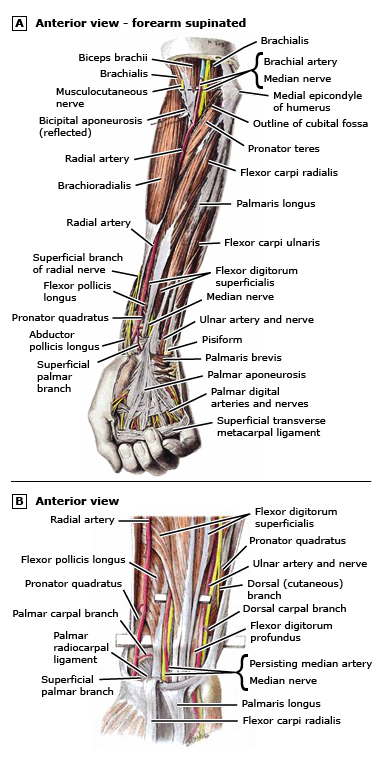 A Anterior view - forearm supinated
Biceps brachii
Brachialis
Musculocutaneous
nerve
Bicipital aponeurosis
(reflected)
Radial artery
Brachioradialis
Radial artery
Superficial branch
of radial nerve
Flexor pollicis
longus
Pronator quadratus
Abductor
pollicis longus
Superficial
palmar
branch
Brachialis
Brachial artery
Median nerve
Medial epicondyle
of humerus
Outline of cubital fossa
Pronator teres
Flexor carpi radialis
Palmaris longus
Flexor carpi ulnaris
Flexor digitorum
superficialis
Median nerve
Ulnar artery and nerve
Pisiform
Palmaris brevis
Palmar aponeurosis
Palmar digital
arteries and nerves
Superficial transverse
metacarpal ligament
B Anterior view
Radial artery
Flexor pollicis longus
Pronator quadratus
Palmar carpal branch
Palmar
radiocarpal
ligament
Superficial
palmar branch
Flexor digitorum
superficialis
Pronator quadratus
Ulnar artery and nerve
Dorsal (cutaneous)
branch
Dorsal carpal branch
Flexor digitorum
profundus
Persisting median artery
Median nerve
Palmaris longus
Flexor carpi radialis